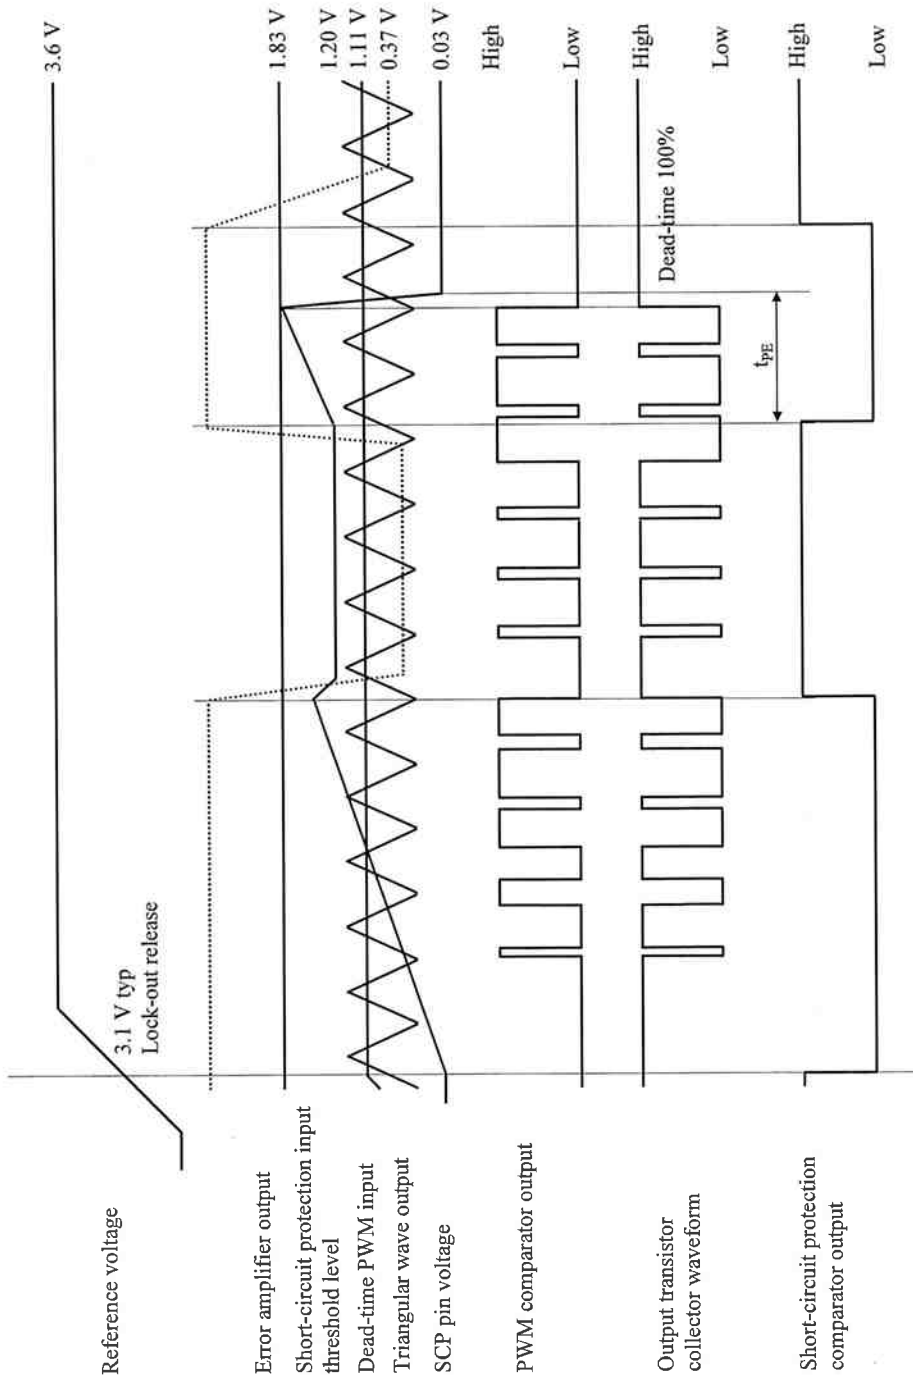 Reference voltage
3.1 V typ
Lock-out release
3.6 V
Error amplifier output
1.83 V
Short-circuit protection input
threshold level
1.20 V
Dead-time PWM input
1.11 V
Triangular wave output
0.37 V
SCP pin voltage
0.03 V
PWM comparator output
High
Low
Output transistor
collector waveform
High
Dead-time 100%
Low
tPE
Short-circuit protection
comparator output
High
Low